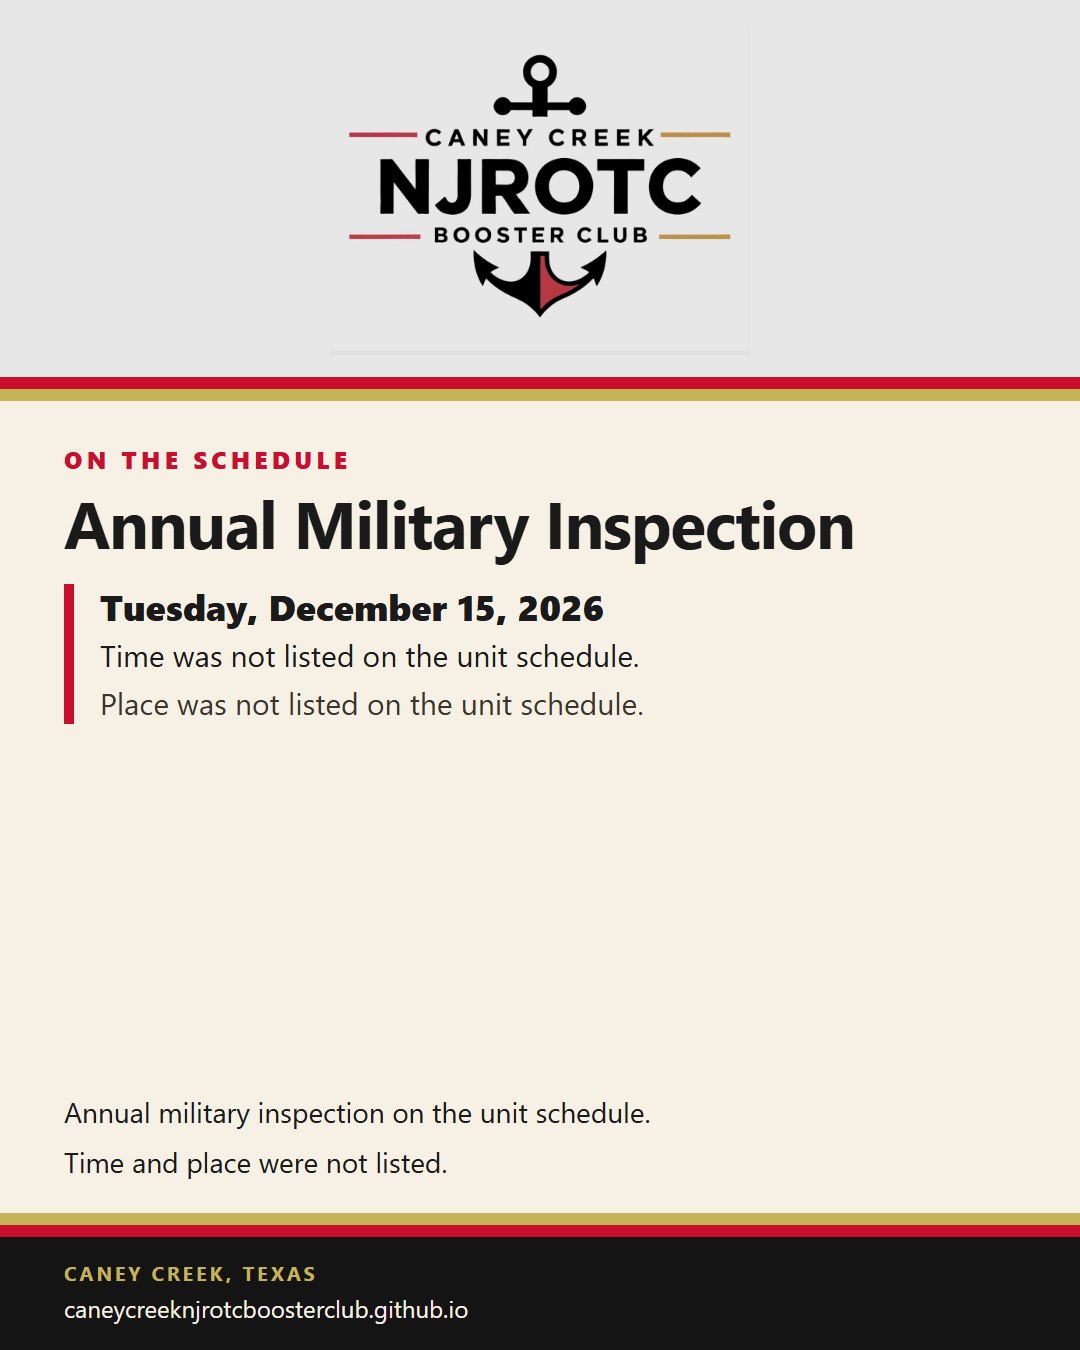 CANEY CREEK
NJROTC
BOOSTER CLUB
ON THE SCHEDULE
Annual Military Inspection
Tuesday, December 15, 2026
Time was not listed on the unit schedule.
Place was not listed on the unit schedule.
Annual military inspection on the unit schedule.
Time and place were not listed.
CANEY CREEK, TEXAS
caneycreeknjrotcboosterclub.github.io